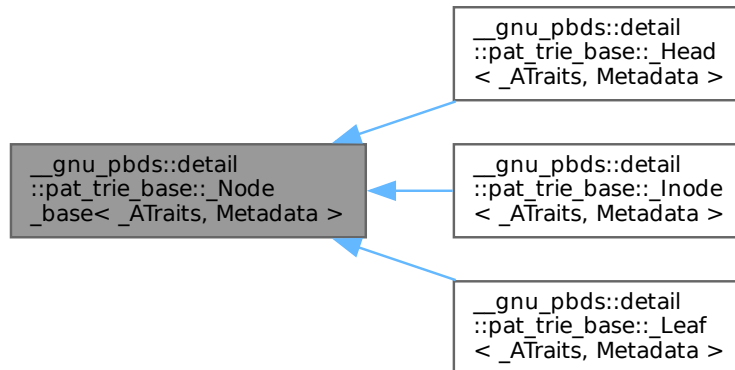 __gnu_pbds::detail
::pat_trie_base::_Head
< _ATraits, Metadata >
__gnu_pbds::detail
::pat_trie_base::_Node
_base< _ATraits, Metadata >
__gnu_pbds::detail
::pat_trie_base::_Inode
< _ATraits, Metadata >
__gnu_pbds::detail
::pat_trie_base::_Leaf
< _ATraits, Metadata >